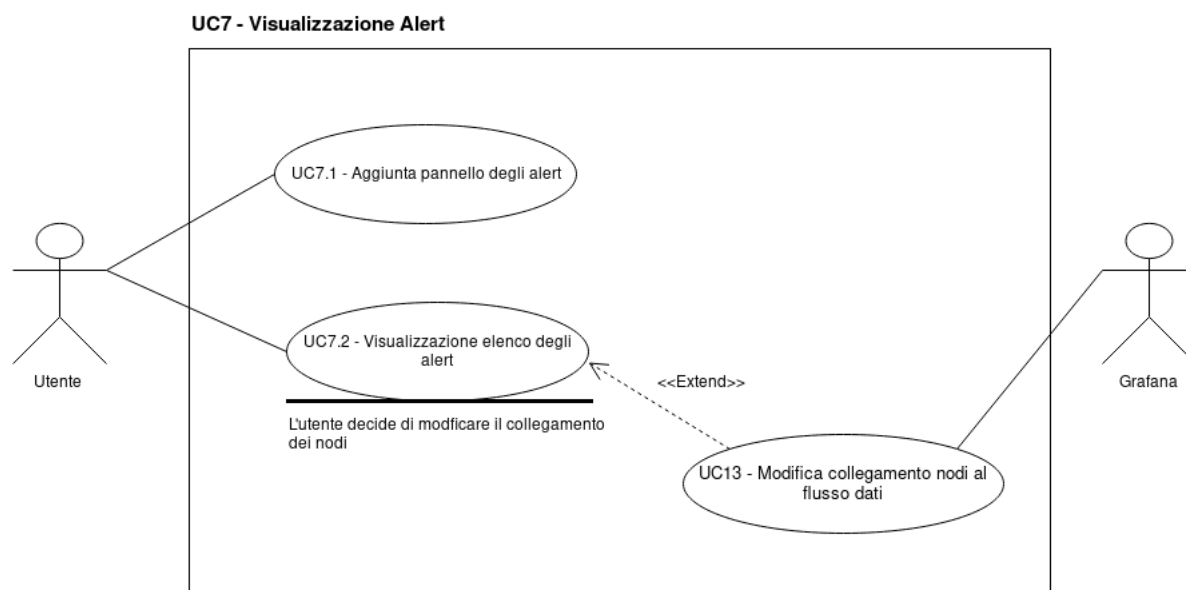 UC7 - Visualizzazione Alert
UC7.1 - Aggiunta pannello degli alert
UC7.2 - Visualizzazione elenco degli
alert
L'utente decide di modficare il collegamento
dei nodi
<<Extend>>
UC13 - Modifica collegamento nodi al
flusso dati
Utente
Grafana